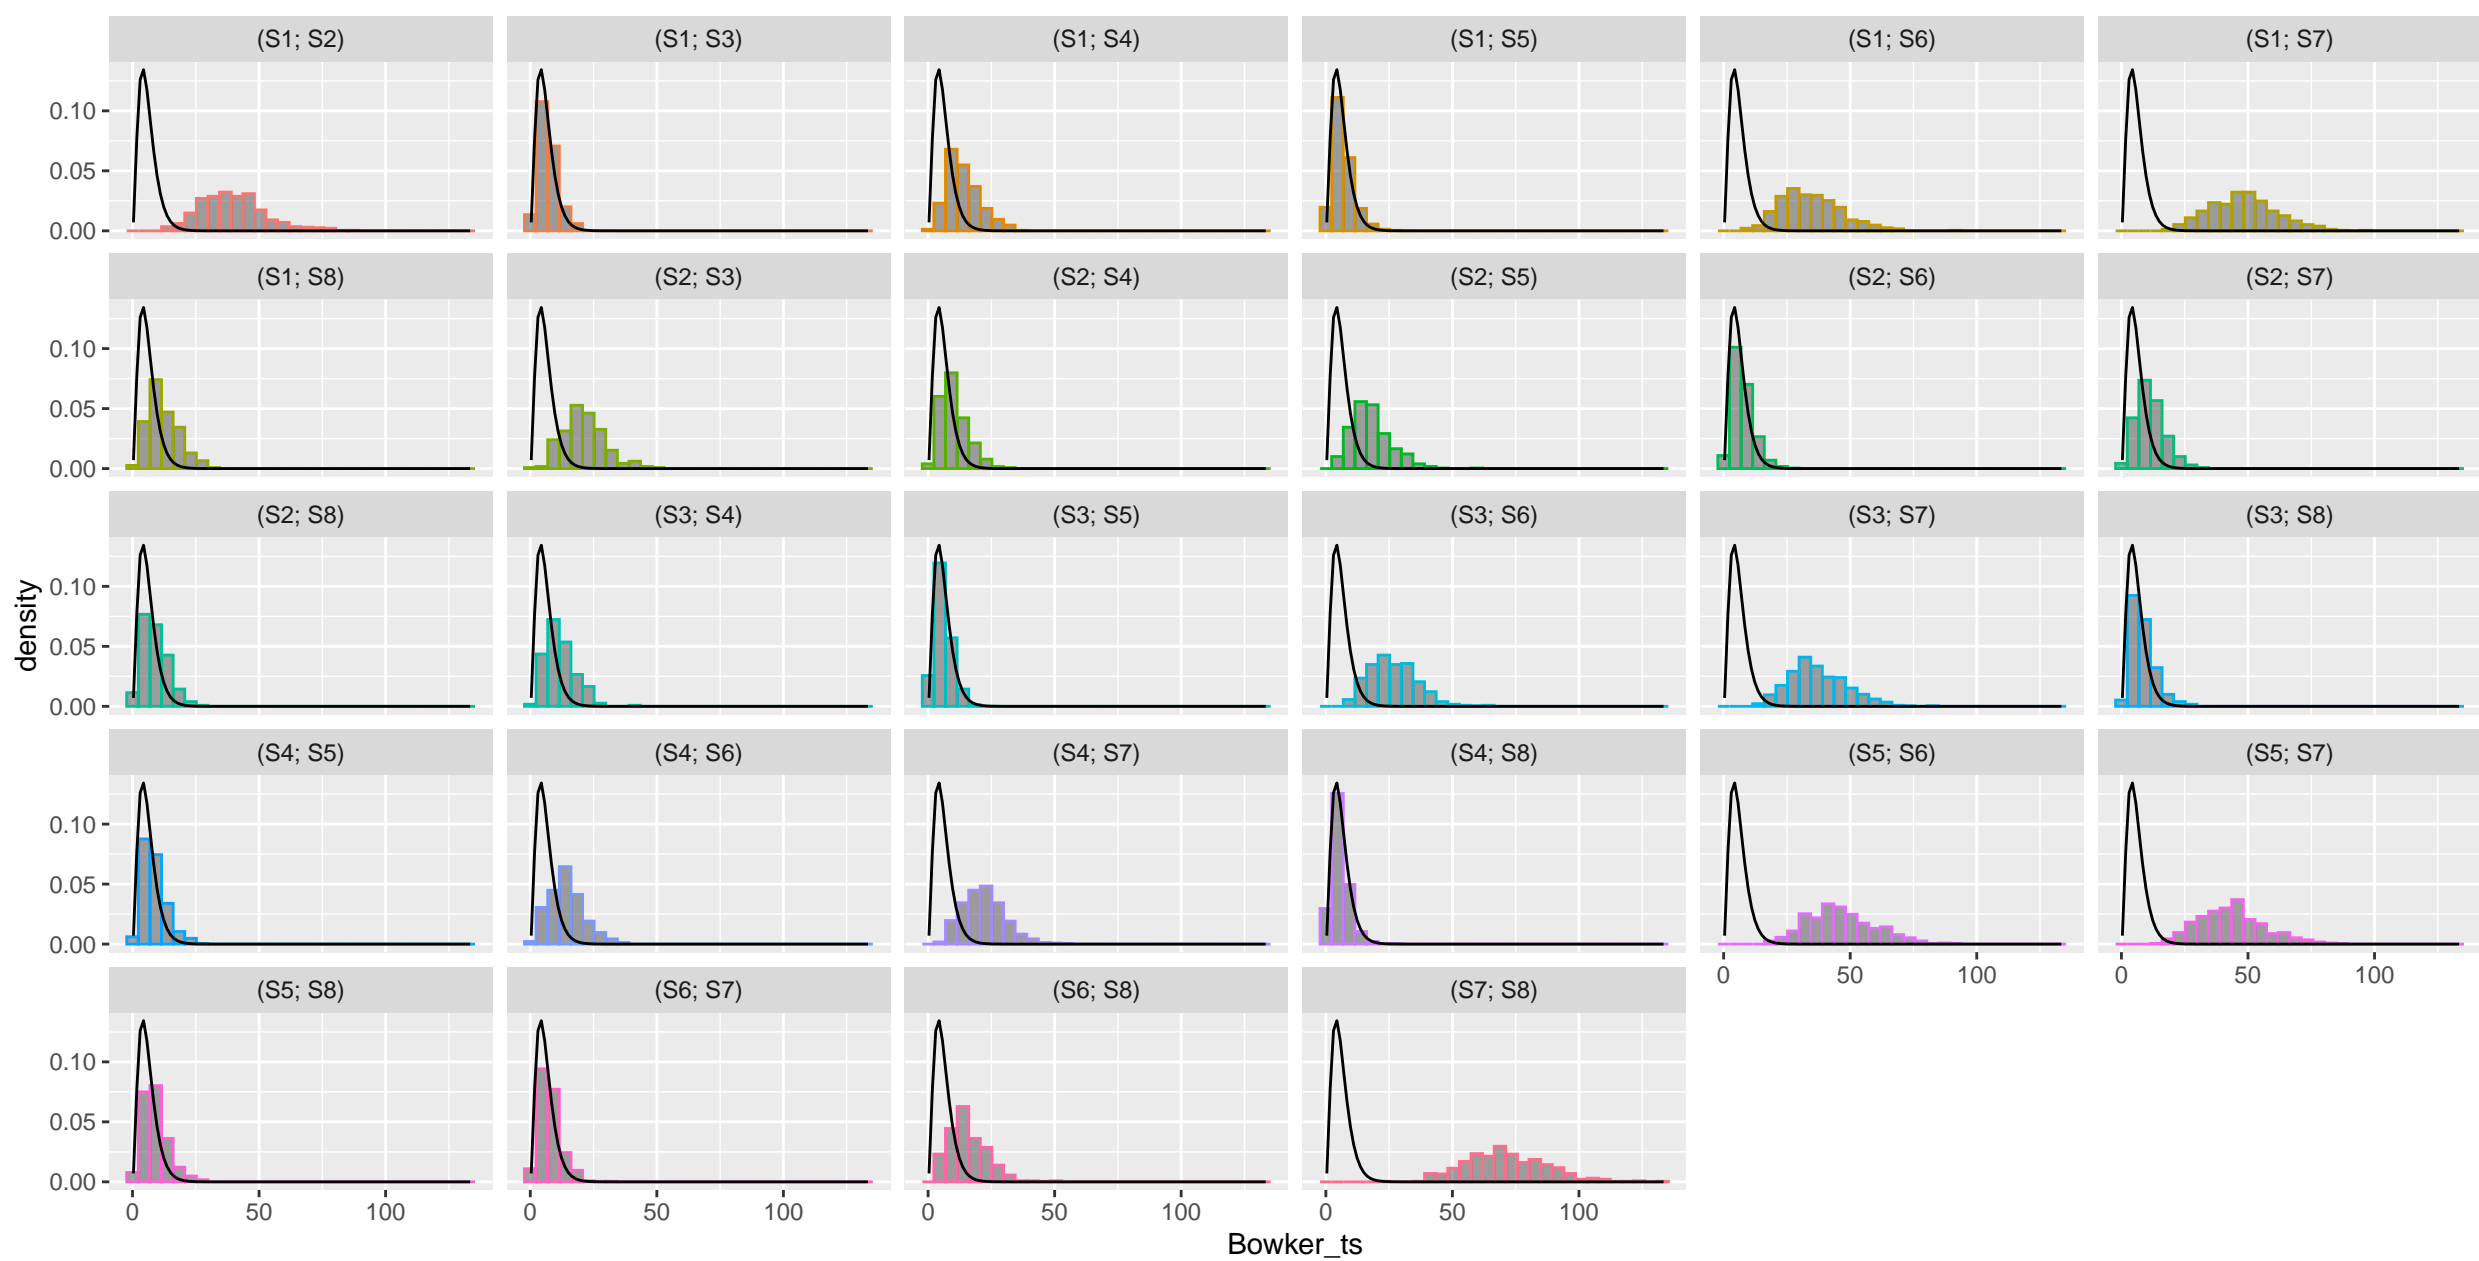 (S1; S2) (S1; S3) (S1; S4) (S1; S5) (S1; S6) (S1; S7)
0.10
0.05
0.00
(S1; S8) (S2; S3) (S2; S4) (S2; S5) (S2; S6) (S2; S7)
0.10
0.05
0.00
(S2; S8) (S3; S4) (S3; S5) (S3; S6) (S3; S7) (S3; S8)
0.10
0.05
0.00
density
(S4; S5) (S4; S6) (S4; S7) (S4; S8) (S5; S6) (S5; S7)
0.10
0.05
0.00
0 50 100 0 50 100
(S5; S8) (S6; S7) (S6; S8) (S7; S8)
0.10
0.05
0.00
0 50 100 0 50 100 0 50 100 0 50 100
Bowker_ts